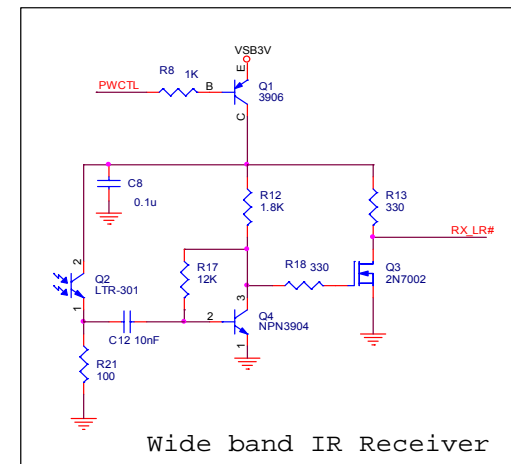 VSB3V
R8 1K
E
PWCTL
B
Q1
3906
C
C8
0.1u
R12
1.8K
R13
330
RX_LR#
2
R17
12K
R18 330
Q3
2N7002
Q2
LTR-301
1
3
2
Q4
NPN3904
C12 10nF
1
R21
100
Wide band IR Receiver